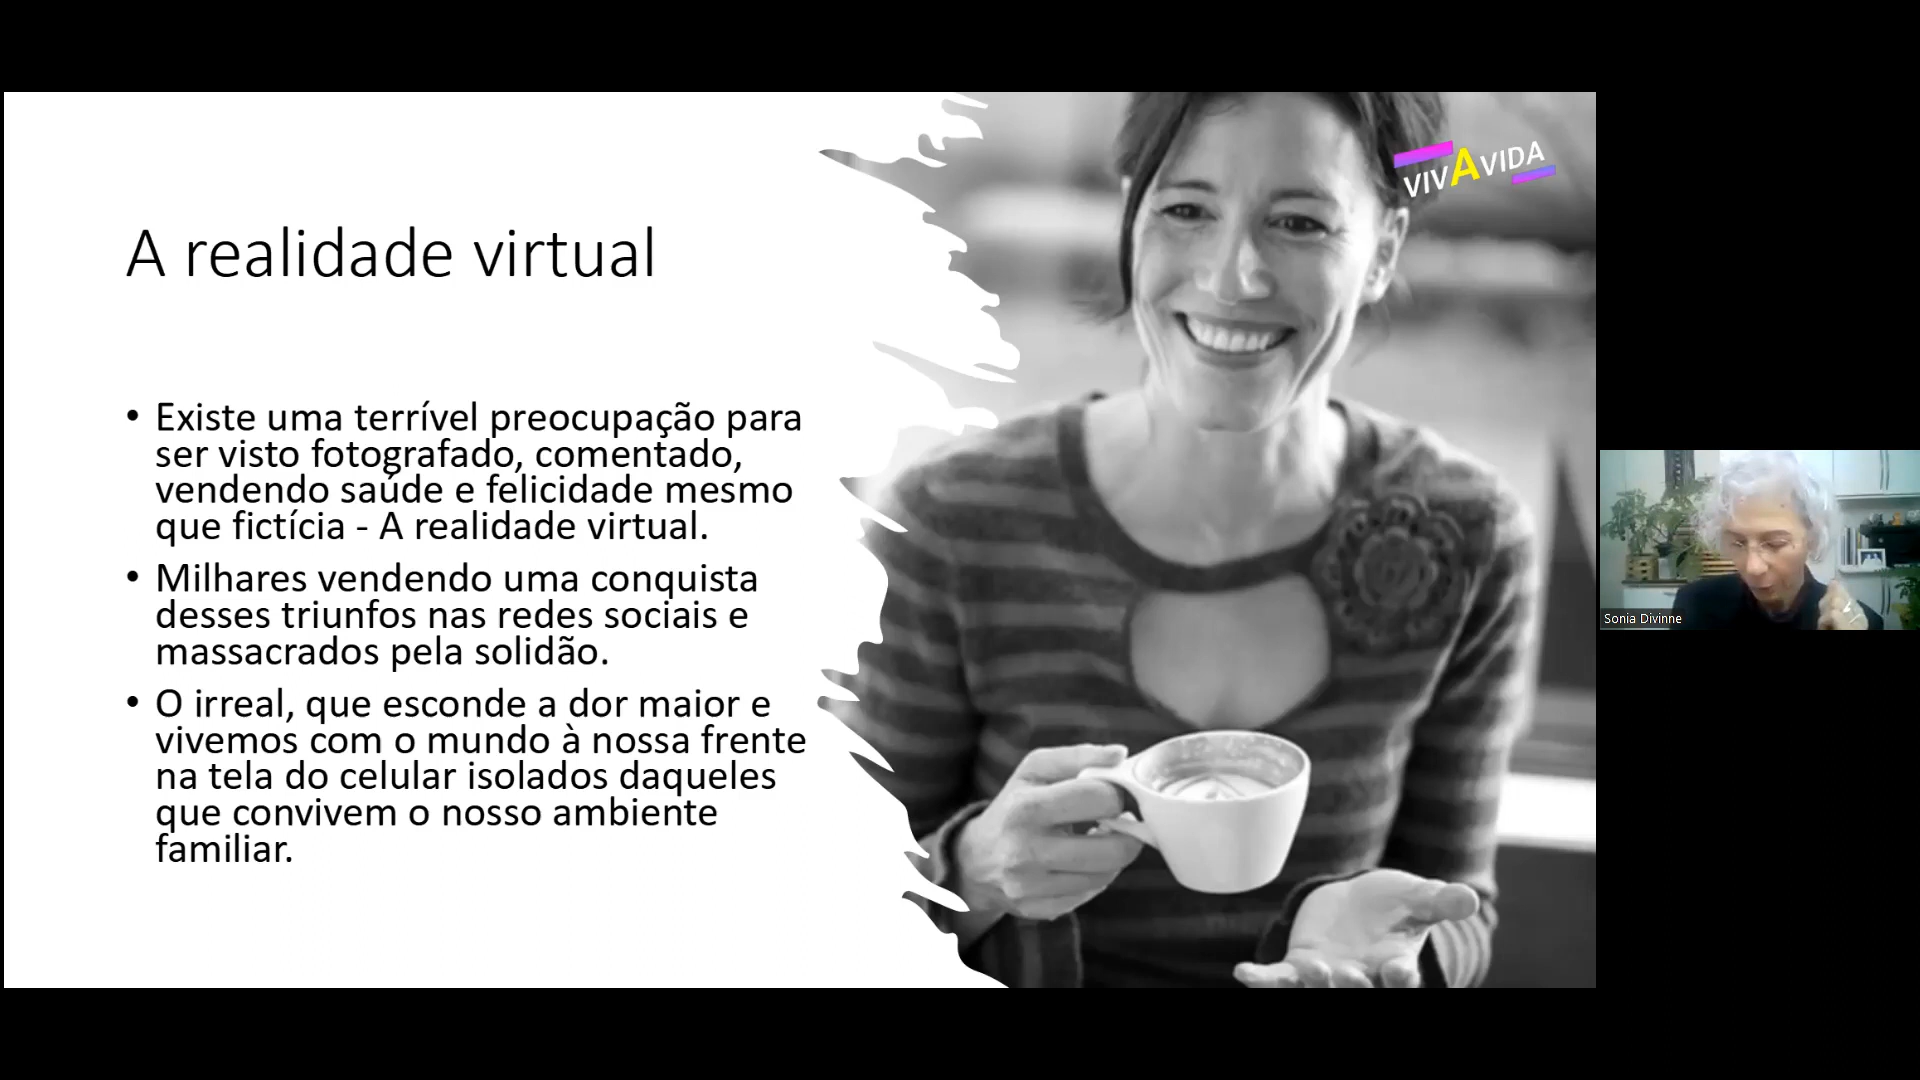 A realidade virtual
• Existe uma terrível preocupação para
ser visto fotografado, comentado,
vendendo saúde e felicidade mesmo
que fictícia - A realidade virtual.
• Milhares vendendo uma conquista
desses triunfos nas redes sociais e
massacrados pela solidão.
• O irreal, que esconde a dor maior e
vivemos com o mundo à nossa frente
na tela do celular isolados daqueles
que convivem o nosso ambiente
familiar.
VIVAVIDA
Sonia Divinne